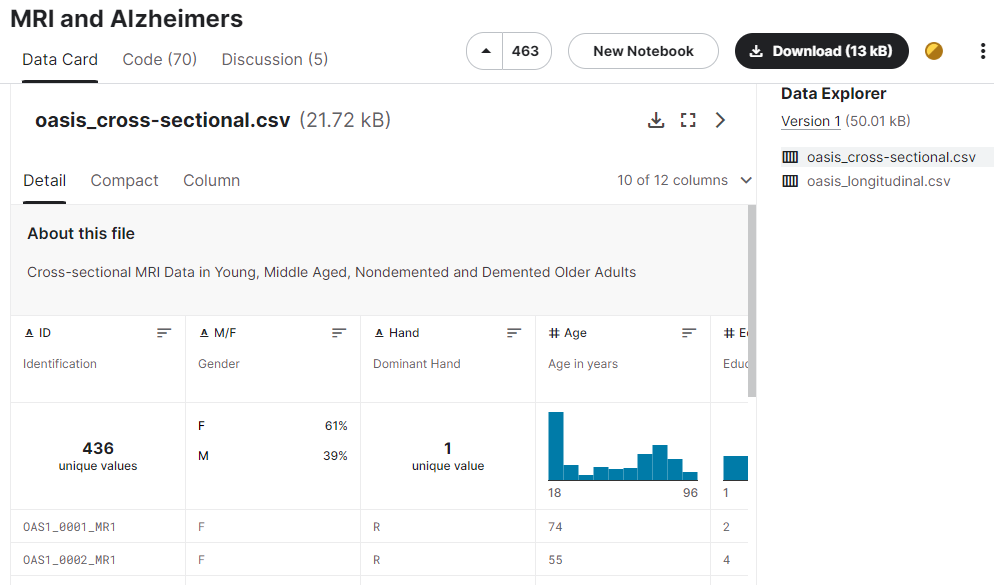 MRI and Alzheimers
Data Card Code (70) Discussion (5)
463 New Notebook Download (13 kB)
oasis_cross-sectional.csv (21.72 kB)
Detail Compact Column 10 of 12 columns
About this file
Cross-sectional MRI Data in Young, Middle Aged, Nondemented and Demented Older Adults
A ID A M/F A Hand # Age #
Identification Gender Dominant Hand Age in years
436
unique values
F 61%
M 39%
1
unique value
18 96 1
OAS1_0001_MR1 F R 74 2
OAS1_0002_MR1 F R 55 4
Data Explorer
Version 1 (50.01 kB)
oasis_cross-sectional.csv
oasis_longitudinal.csv